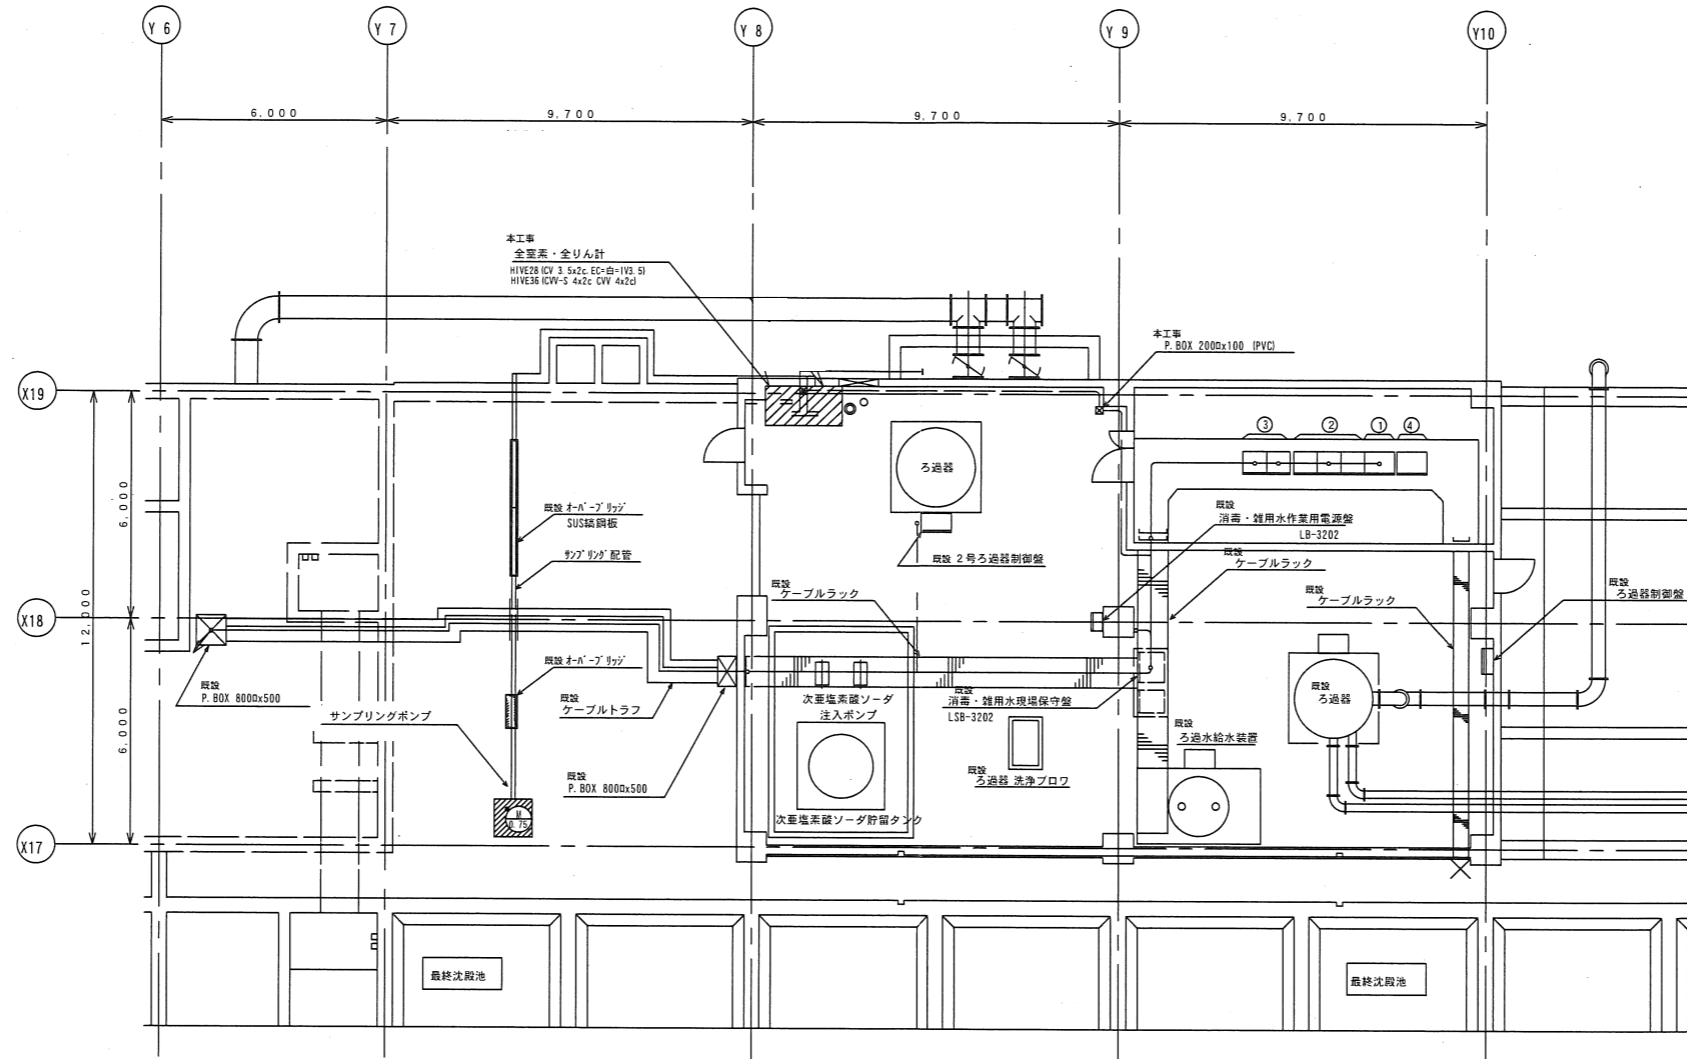 Y 6
Y 7
Y 8
Y 9
Y10
6,000
9,700
9,700
9,700
本工事
全窒素・全りん計
HIVE28 (CV 3.5x2c, EC=白=IV3.5)
HIVE36 (CVV-S 4x2c CVV 4x2c)
本工事
P.BOX 200□x100 (PVC)
X19
③
②
①
④
ろ過器
6,000
既設 オーバーブリッジ
SUS縞鋼板
既設
消毒・雑用水作業用電源盤
LB-3202
サンプリング配管
既設 2号ろ過器制御盤
既設
ケーブルラック
既設
ケーブルラック
既設
ケーブルラック
既設
ろ過器制御盤
X18
12,000
既設 オーバーブリッジ
既設
P.BOX 800□x500
既設
ケーブルトラフ
次亜塩素酸ソーダ
注入ポンプ
既設
消毒・雑用水現場保守盤
LSB-3202
既設
ろ過器
サンプリングポンプ
6,000
既設
ろ過水給水装置
既設
P.BOX 800□x500
既設
ろ過器 洗浄ブロワ
M
0.75
次亜塩素酸ソーダ貯留タンク
X17
最終沈殿池
最終沈殿池